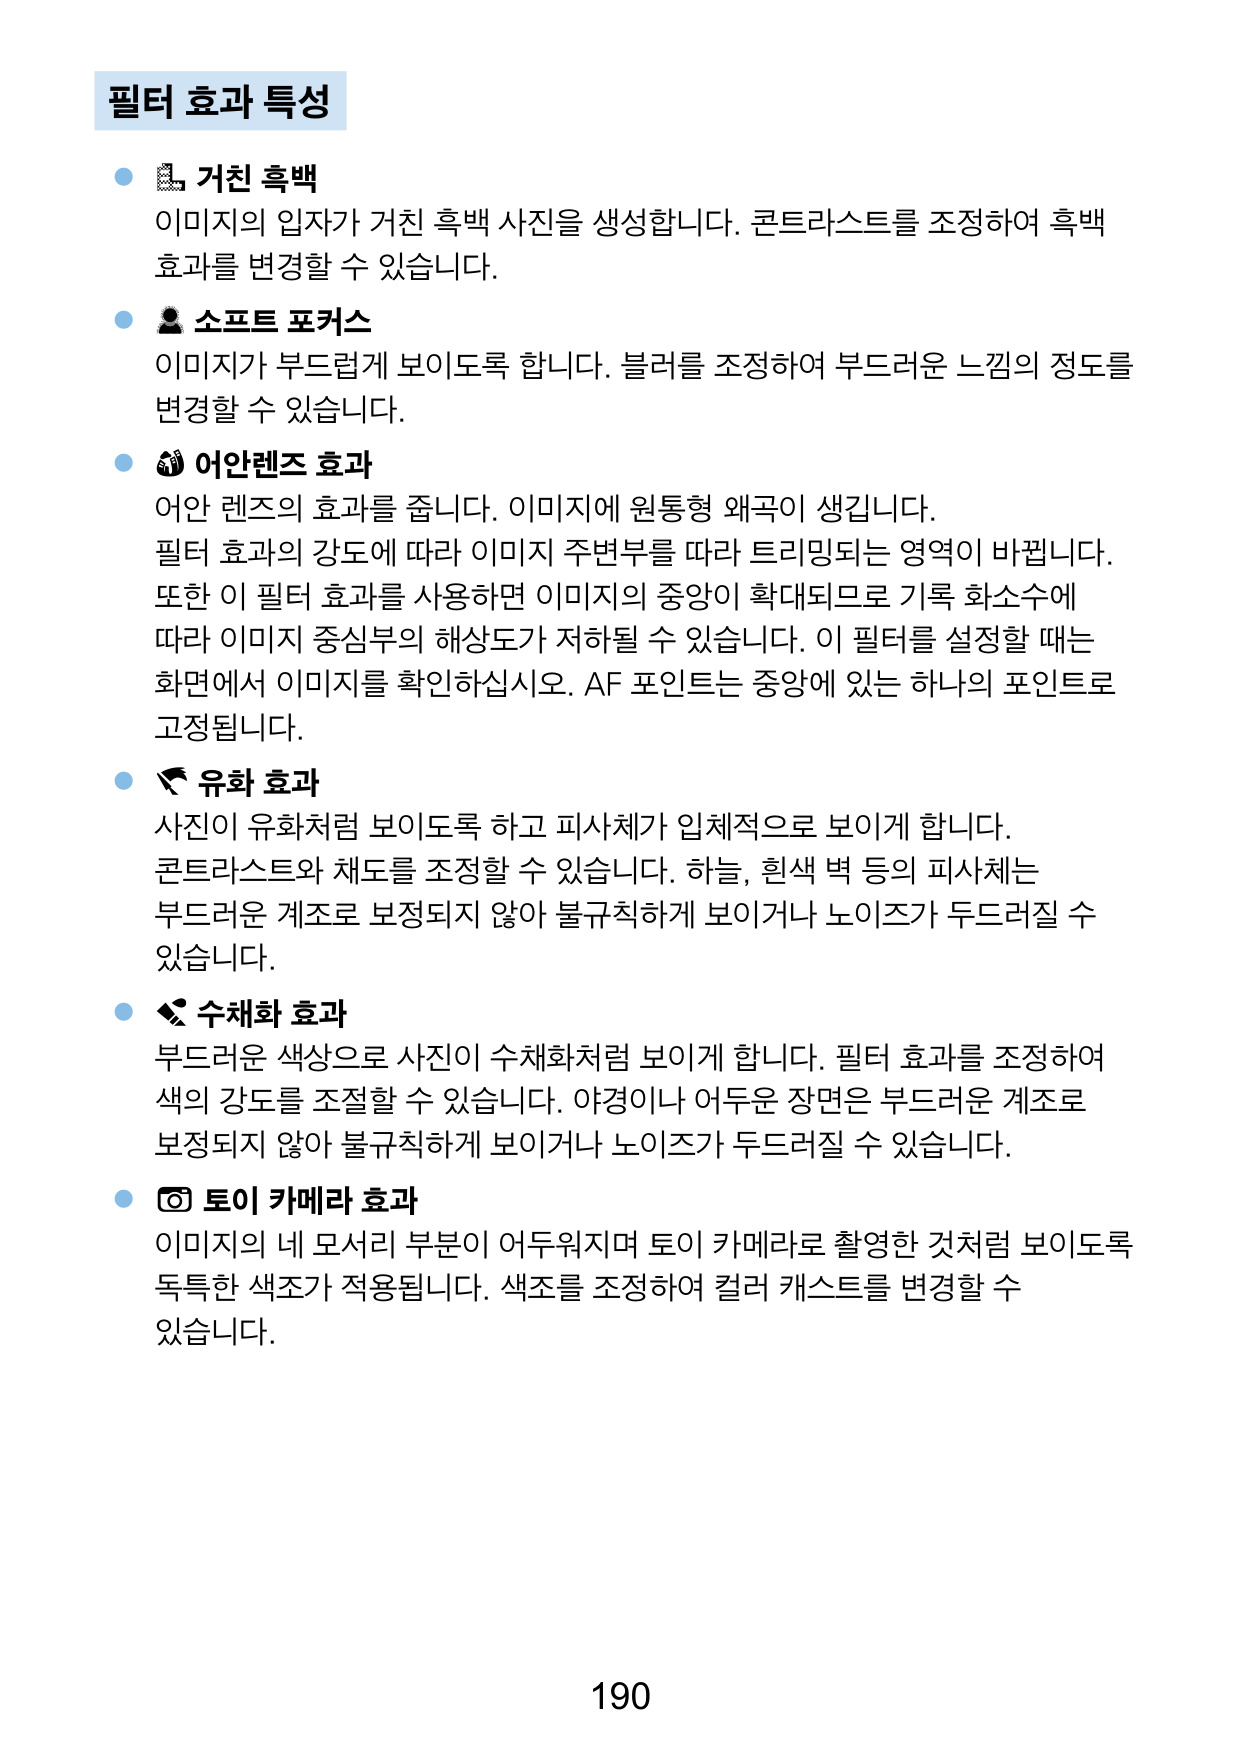 필터 효과 특성
거친 흑백
이미지의 입자가 거친 흑백 사진을 생성합니다. 콘트라스트를 조정하여 흑백
효과를 변경할 수 있습니다.
소프트 포커스
이미지가 부드럽게 보이도록 합니다. 블러를 조정하여 부드러운 느낌의 정도를
변경할 수 있습니다.
어안렌즈 효과
어안 렌즈의 효과를 줍니다. 이미지에 원통형 왜곡이 생깁니다.
필터 효과의 강도에 따라 이미지 주변부를 따라 트리밍되는 영역이 바뀝니다.
또한 이 필터 효과를 사용하면 이미지의 중앙이 확대되므로 기록 화소수에
따라 이미지 중심부의 해상도가 저하될 수 있습니다. 이 필터를 설정할 때는
화면에서 이미지를 확인하십시오. AF 포인트는 중앙에 있는 하나의 포인트로
고정됩니다.
유화 효과
사진이 유화처럼 보이도록 하고 피사체가 입체적으로 보이게 합니다.
콘트라스트와 채도를 조정할 수 있습니다. 하늘, 흰색 벽 등의 피사체는
부드러운 계조로 보정되지 않아 불규칙하게 보이거나 노이즈가 두드러질 수
있습니다.
수채화 효과
부드러운 색상으로 사진이 수채화처럼 보이게 합니다. 필터 효과를 조정하여
색의 강도를 조절할 수 있습니다. 야경이나 어두운 장면은 부드러운 계조로
보정되지 않아 불규칙하게 보이거나 노이즈가 두드러질 수 있습니다.
토이 카메라 효과
이미지의 네 모서리 부분이 어두워지며 토이 카메라로 촬영한 것처럼 보이도록
독특한 색조가 적용됩니다. 색조를 조정하여 컬러 캐스트를 변경할 수
있습니다.
190